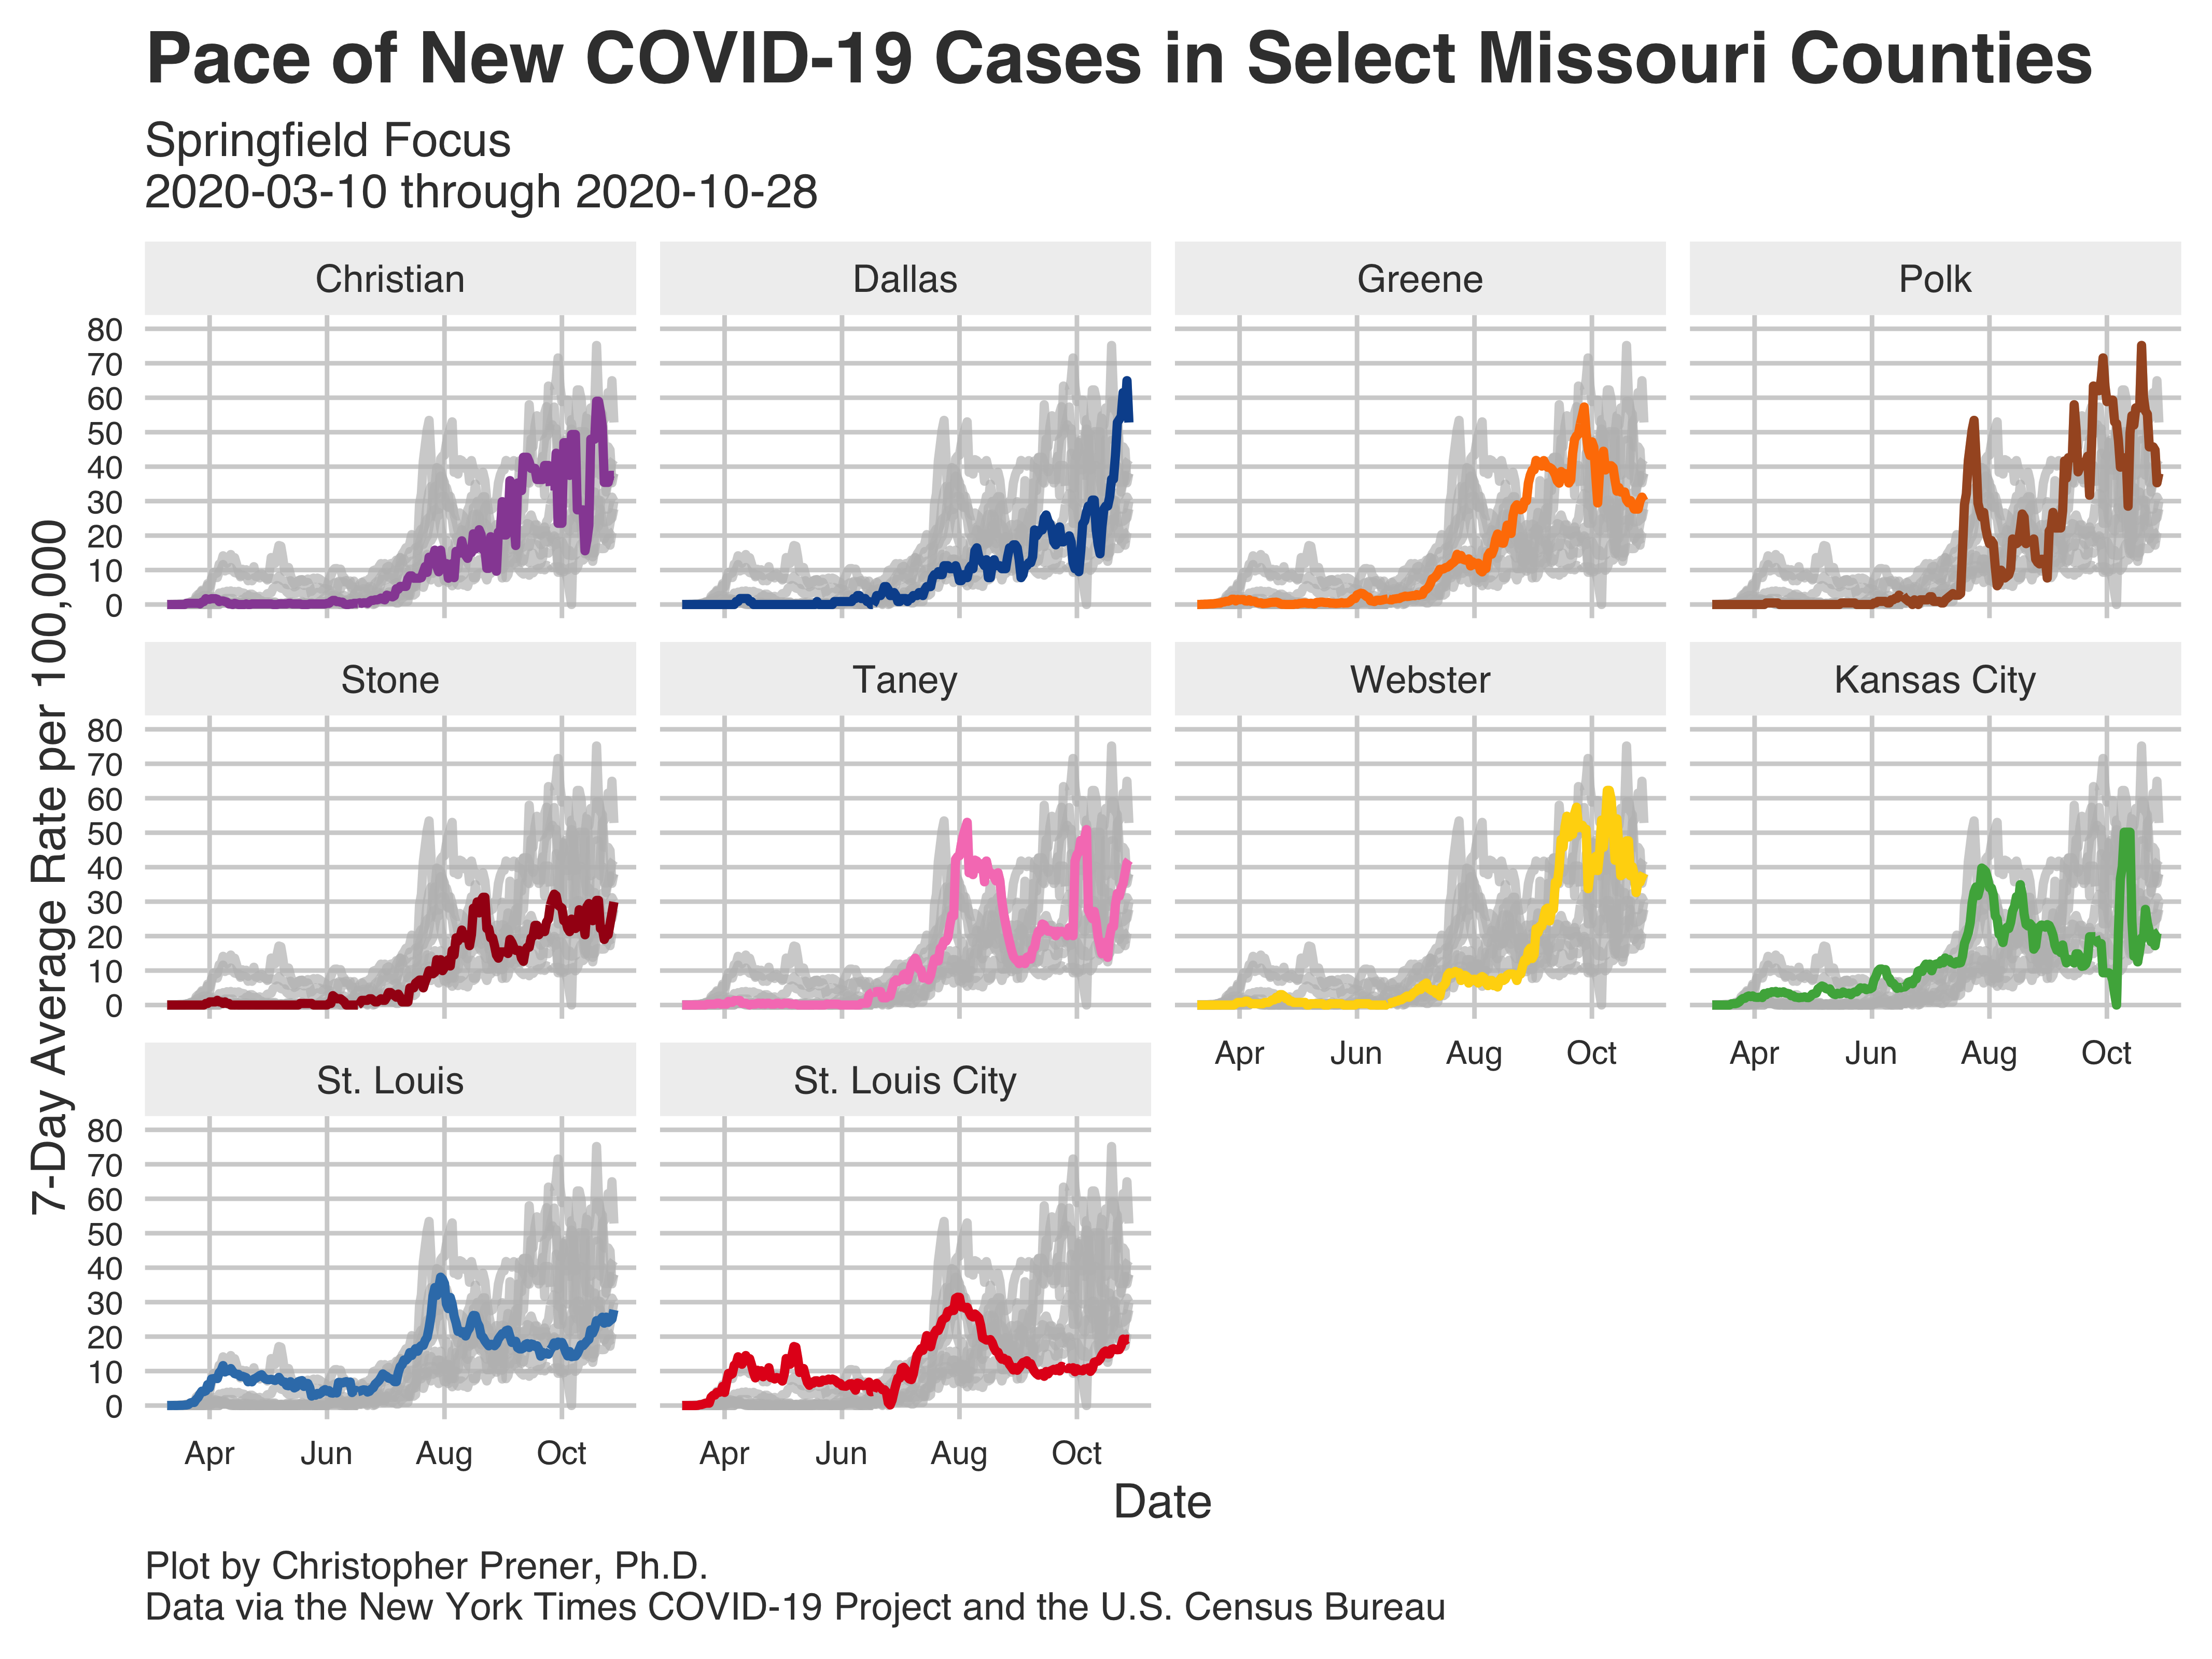 Pace of New COVID-19 Cases in Select Missouri Counties
Springfield Focus
2020-03-10 through 2020-10-28
7-Day Average Rate per 100,000
Christian
Dallas
Greene
Polk
80
70
60
50
40
30
20
10
0
Stone
Taney
Webster
Kansas City
80
70
60
50
40
30
20
10
0
Apr Jun Aug Oct
Apr Jun Aug Oct
St. Louis
St. Louis City
80
70
60
50
40
30
20
10
0
Apr Jun Aug Oct
Apr Jun Aug Oct
Date
Plot by Christopher Prener, Ph.D.
Data via the New York Times COVID-19 Project and the U.S. Census Bureau